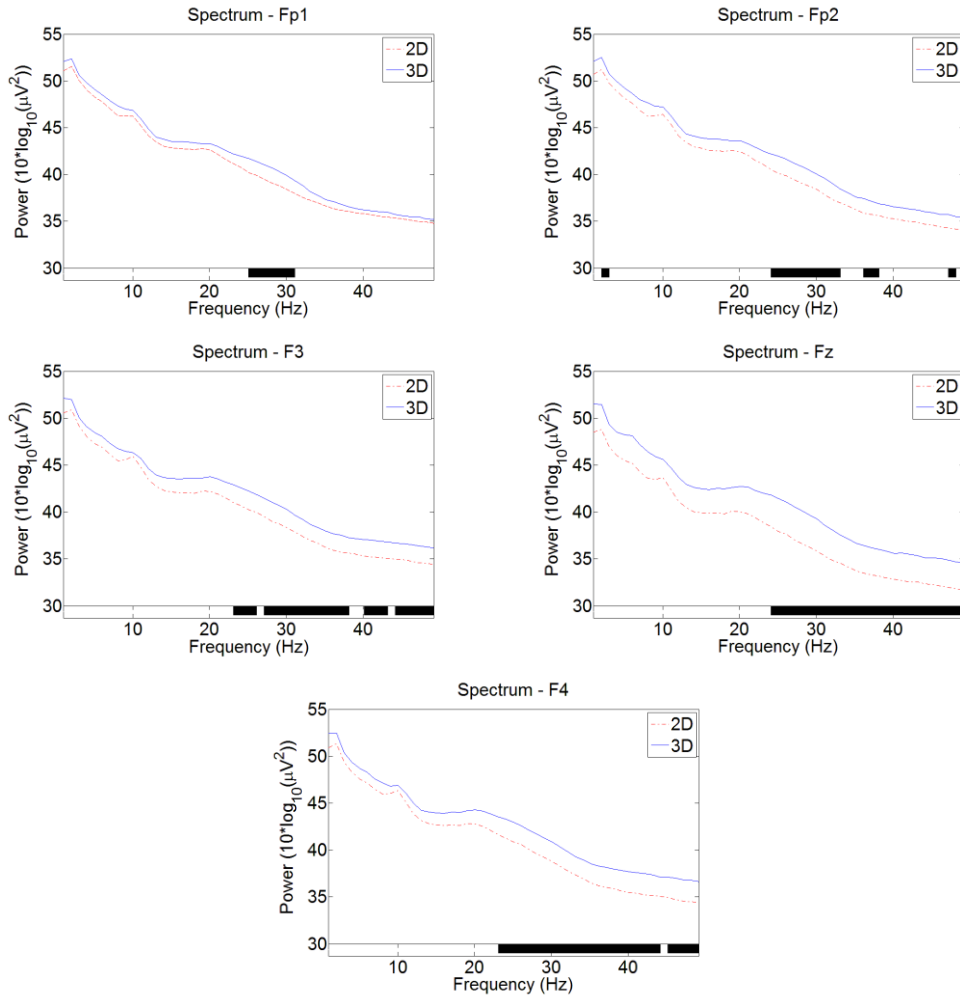 Spectrum - Fp1
55
50
45
40
35
30
Power (10*log10(μV²))
2D
3D
10 20 30 40
Frequency (Hz)
Spectrum - Fp2
55
50
45
40
35
30
Power (10*log10(μV²))
2D
3D
10 20 30 40
Frequency (Hz)
Spectrum - F3
55
50
45
40
35
30
Power (10*log10(μV²))
2D
3D
10 20 30 40
Frequency (Hz)
Spectrum - Fz
55
50
45
40
35
30
Power (10*log10(μV²))
2D
3D
10 20 30 40
Frequency (Hz)
Spectrum - F4
55
50
45
40
35
30
Power (10*log10(μV²))
2D
3D
10 20 30 40
Frequency (Hz)